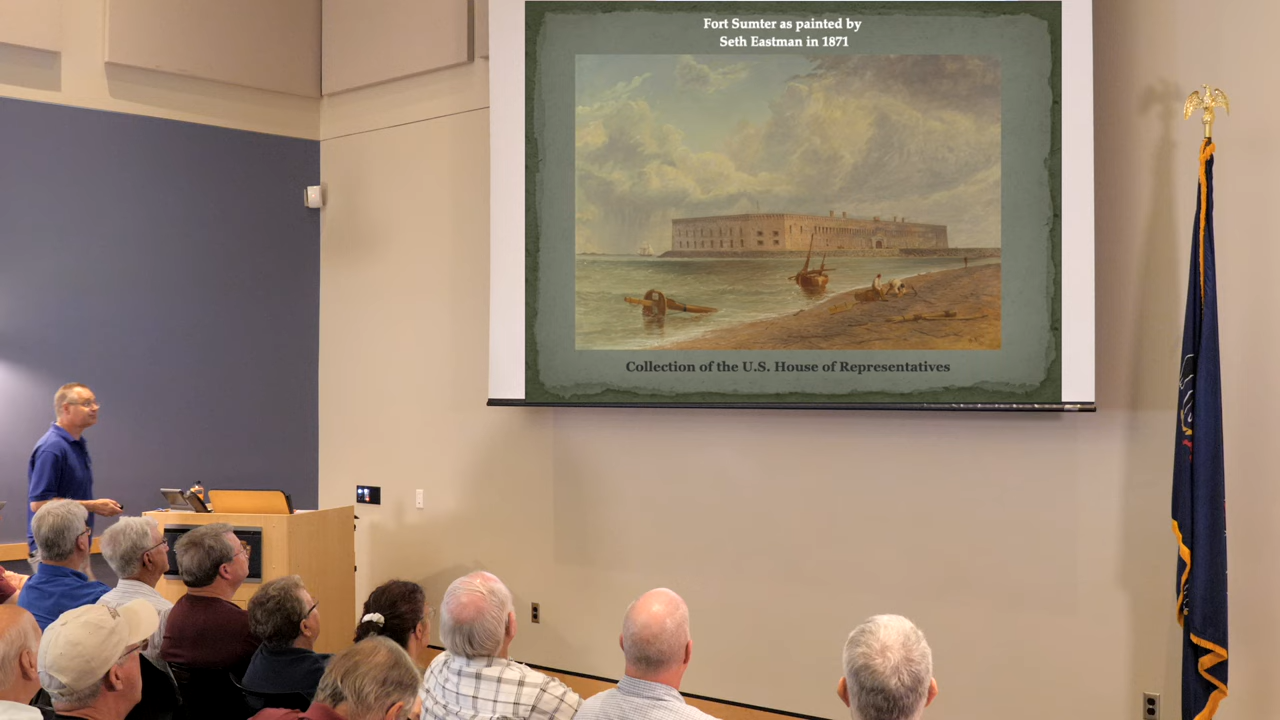 Fort Sumter as painted by
Seth Eastman in 1871
Collection of the U.S. House of Representatives